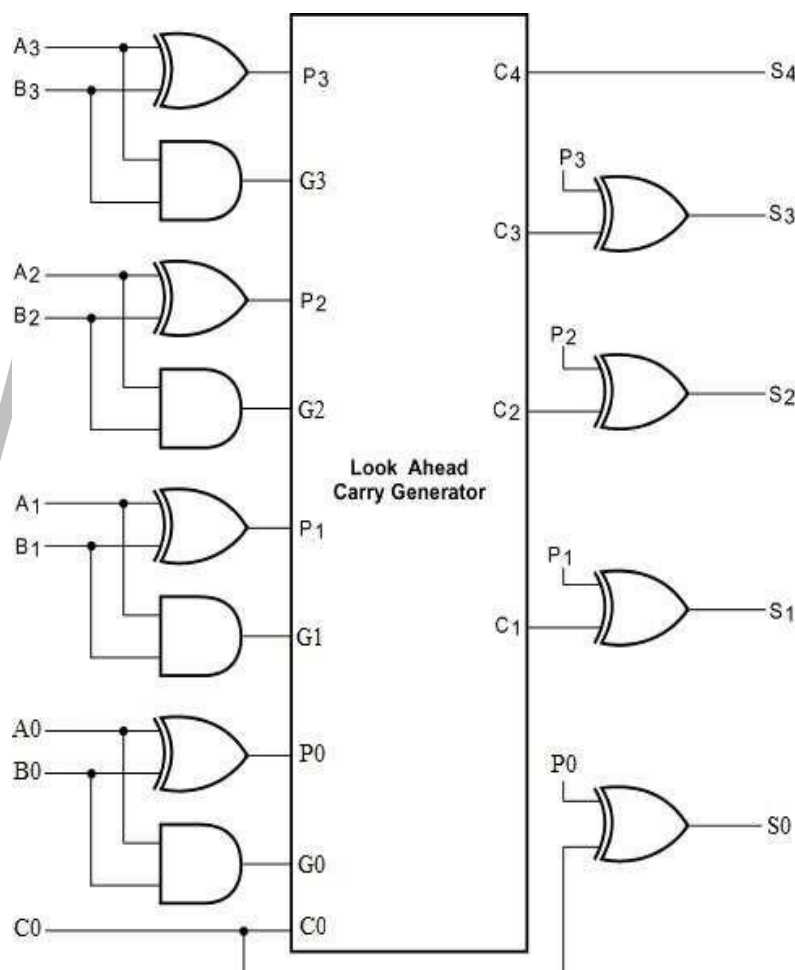 A3
B3
P3
G3
A2
B2
P2
G2
A1
B1
P1
G1
A0
B0
P0
G0
C0
C0
Look Ahead
Carry Generator
C4
S4
P3
C3
S3
P2
C2
S2
P1
C1
S1
P0
S0